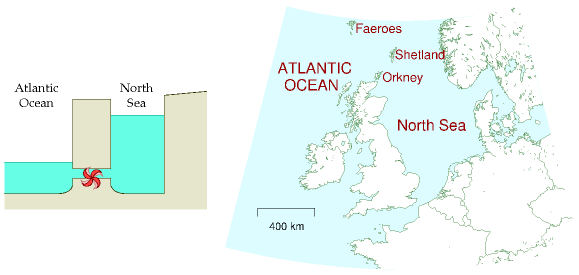 Atlantic
Ocean
North
Sea
Faeroes
Shetland
ATLANTIC
OCEAN
Orkney
North Sea
400 km